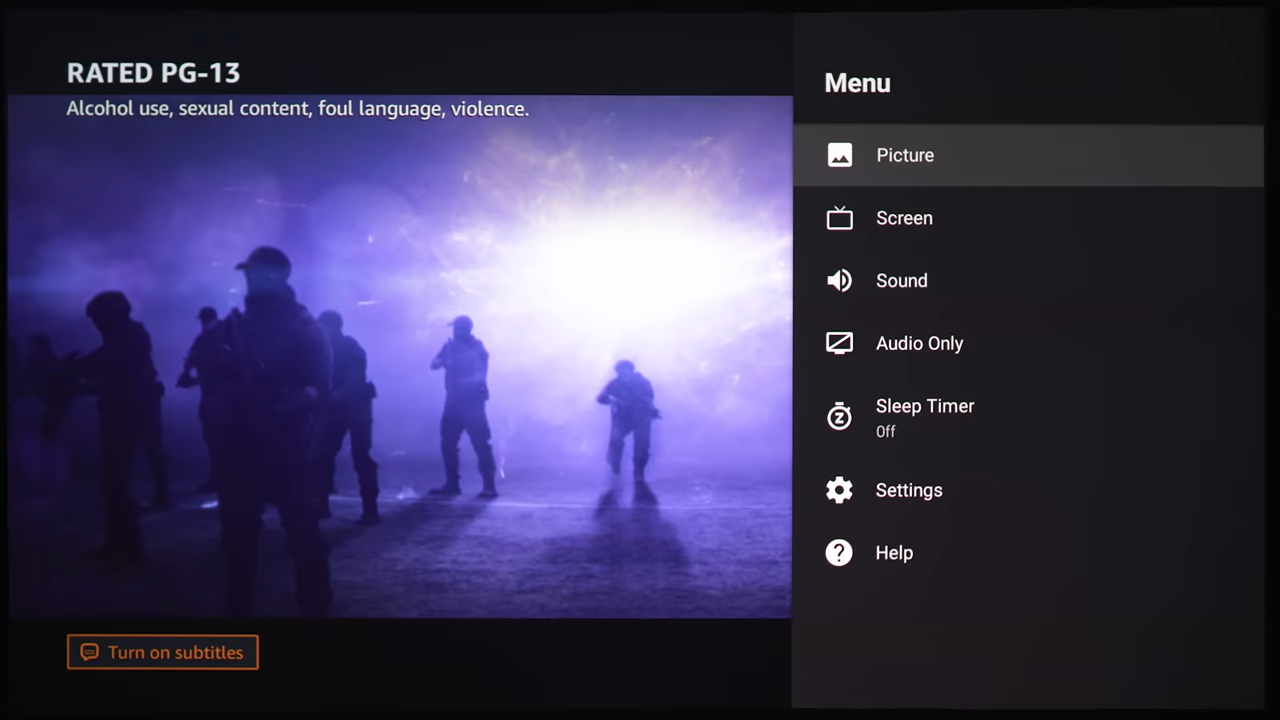 RATED PG-13
Alcohol use, sexual content, foul language, violence.
Turn on subtitles
Menu
Picture
Screen
Sound
Audio Only
Sleep Timer
Off
Settings
Help